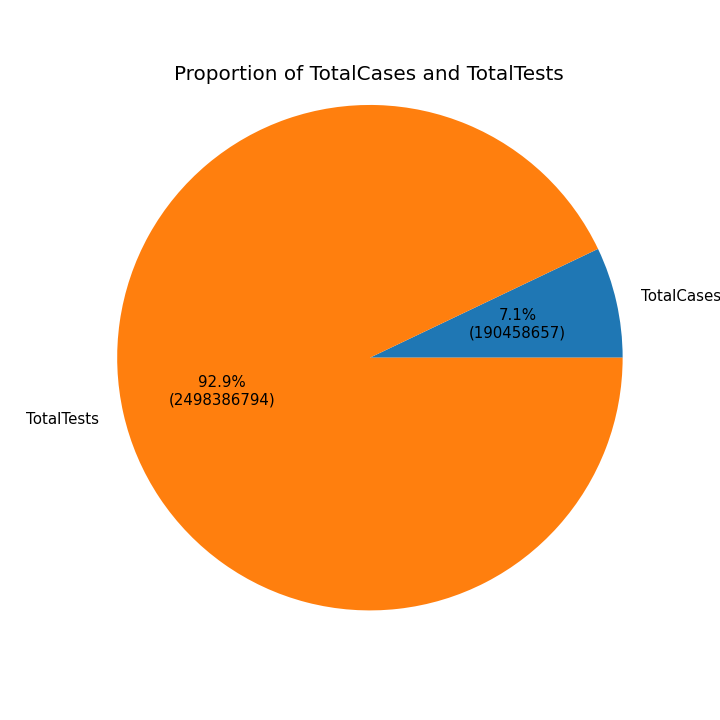 Proportion of TotalCases and TotalTests
TotalCases
7.1%
(190458657)
92.9%
(2498386794)
TotalTests